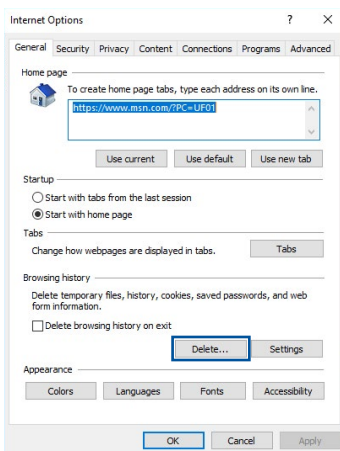 Internet Options ? X
General Security Privacy Content Connections Programs Advanced
Home page
To create home page tabs, type each address on its own line.
https://www.msn.com/?PC=UF01
Use current Use default Use new tab
Startup
Start with tabs from the last session
Start with home page
Tabs
Change how webpages are displayed in tabs. Tabs
Browsing history
Delete temporary files, history, cookies, saved passwords, and web
form information.
Delete browsing history on exit
Delete... Settings
Appearance
Colors Languages Fonts Accessibility
OK Cancel Apply